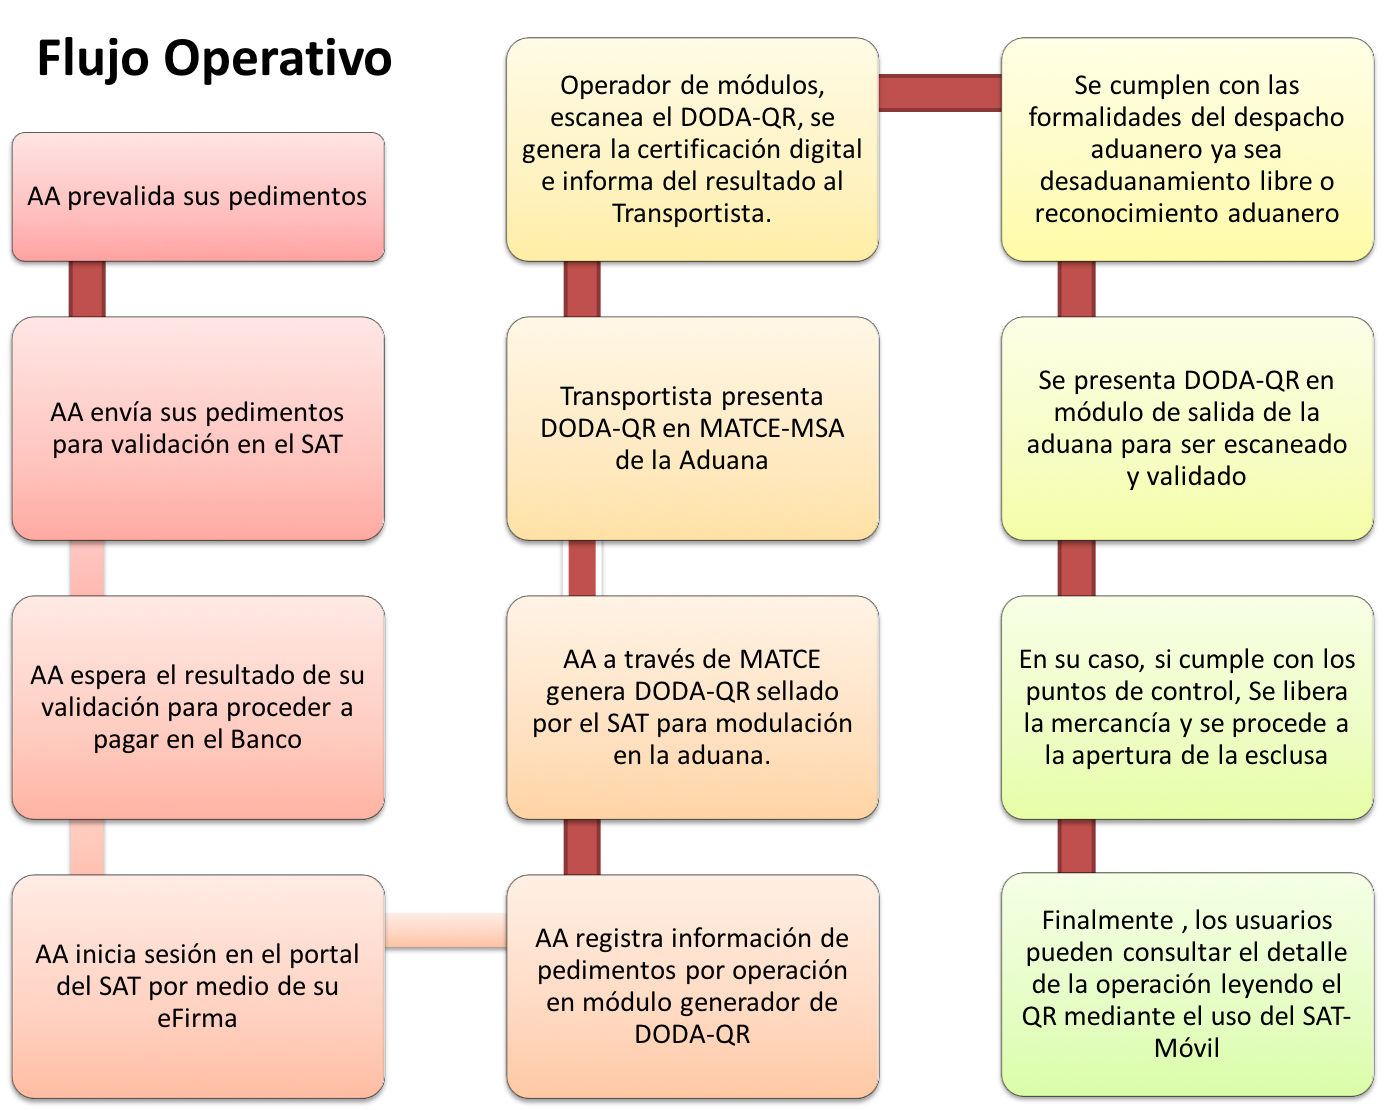 Flujo Operativo
AA prevalida sus pedimentos
AA envía sus pedimentos
para validación en el SAT
AA espera el resultado de su
validación para proceder a
pagar en el Banco
AA inicia sesión en el portal
del SAT por medio de su
eFirma
AA registra información de
pedimentos por operación
en módulo generador de
DODA-QR
AA a través de MATCE
genera DODA-QR sellado
por el SAT para modulación
en la aduana.
Transportista presenta
DODA-QR en MATCE-MSA
de la Aduana
Operador de módulos,
escanea el DODA-QR, se
genera la certificación digital
e informa del resultado al
Transportista.
Se cumplen con las
formalidades del despacho
aduanero ya sea
desaduanamiento libre o
reconocimiento aduanero
Se presenta DODA-QR en
módulo de salida de la
aduana para ser escaneado
y validado
En su caso, si cumple con los
puntos de control, Se libera
la mercancía y se procede a
la apertura de la esclusa
Finalmente , los usuarios
pueden consultar el detalle
de la operación leyendo el
QR mediante el uso del SAT-
Móvil